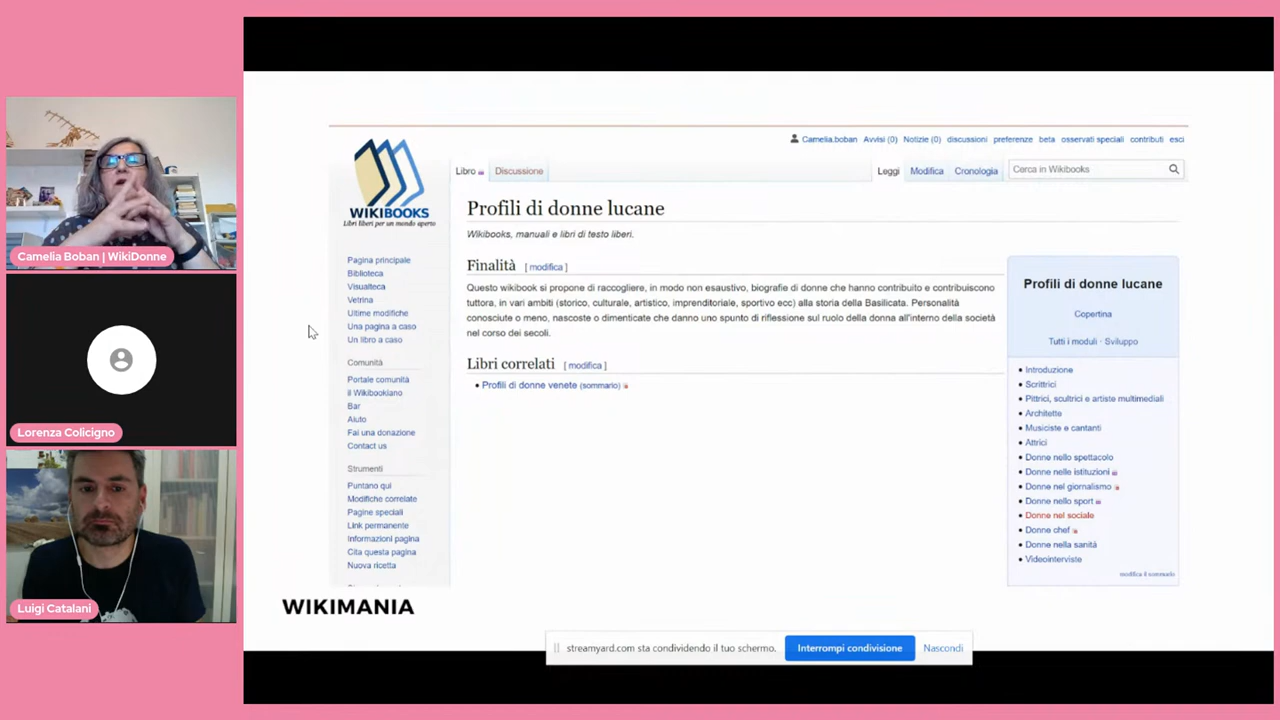 Camelia Boban | WikiDonne
Lorenza Colicigno
Luigi Catalani
WIKIBOOKS
Libri liberi per un mondo aperto
Camelia.boban Avvisi (0) Notizie (0) discussioni preferenze beta osservati speciali contributi esci
Libro Discussione Leggi Modifica Cronologia Cerca in Wikibooks
Pagina principale
Biblioteca
Visualteca
Vetrina
Ultime modifiche
Una pagina a caso
Un libro a caso
Comunità
Portale comunità
il Wikibookiano
Bar
Aiuto
Fai una donazione
Contact us
Strumenti
Puntano qui
Modifiche correlate
Pagine speciali
Link permanente
Informazioni pagina
Cita questa pagina
Nuova ricetta
Profili di donne lucane
Wikibooks, manuali e libri di testo liberi.
Finalità [ modifica ]
Questo wikibook si propone di raccogliere, in modo non esaustivo, biografie di donne che hanno contribuito e contribuiscono
tuttora, in vari ambiti (storico, culturale, artistico, imprenditoriale, sportivo ecc) alla storia della Basilicata. Personalità
conosciute o meno, nascoste o dimenticate che danno uno spunto di riflessione sul ruolo della donna all'interno della società
nel corso dei secoli.
Libri correlati [ modifica ]
• Profili di donne venete (sommario)
Profili di donne lucane
Copertina
Tutti i moduli · Sviluppo
• Introduzione
• Scrittrici
• Pittrici, scultrici e artiste multimediali
• Architette
• Musiciste e cantanti
• Attrici
• Donne nello spettacolo
• Donne nelle istituzioni
• Donne nel giornalismo
• Donne nello sport
• Donne nel sociale
• Donne chef
• Donne nella sanità
• Videointerviste
modifica il sommario
WIKIMANIA
streamyard.com sta condividendo il tuo schermo. Interrompi condivisione Nascondi